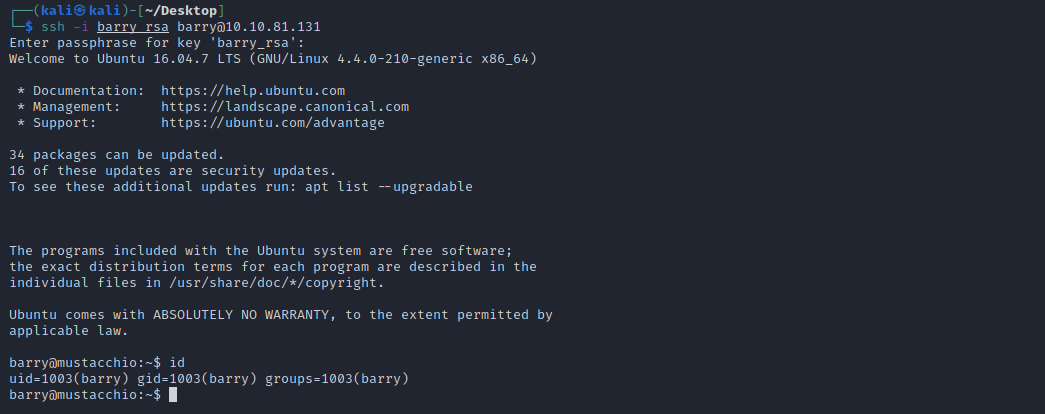 ┌──(kali㉿kali)-[~/Desktop]
└─$ ssh -i barry_rsa barry@10.10.81.131
Enter passphrase for key 'barry_rsa':
Welcome to Ubuntu 16.04.7 LTS (GNU/Linux 4.4.0-210-generic x86_64)
* Documentation:  https://help.ubuntu.com
* Management:     https://landscape.canonical.com
* Support:        https://ubuntu.com/advantage
34 packages can be updated.
16 of these updates are security updates.
To see these additional updates run: apt list --upgradable
The programs included with the Ubuntu system are free software;
the exact distribution terms for each program are described in the
individual files in /usr/share/doc/*/copyright.
Ubuntu comes with ABSOLUTELY NO WARRANTY, to the extent permitted by
applicable law.
barry@mustacchio:~$ id
uid=1003(barry) gid=1003(barry) groups=1003(barry)
barry@mustacchio:~$